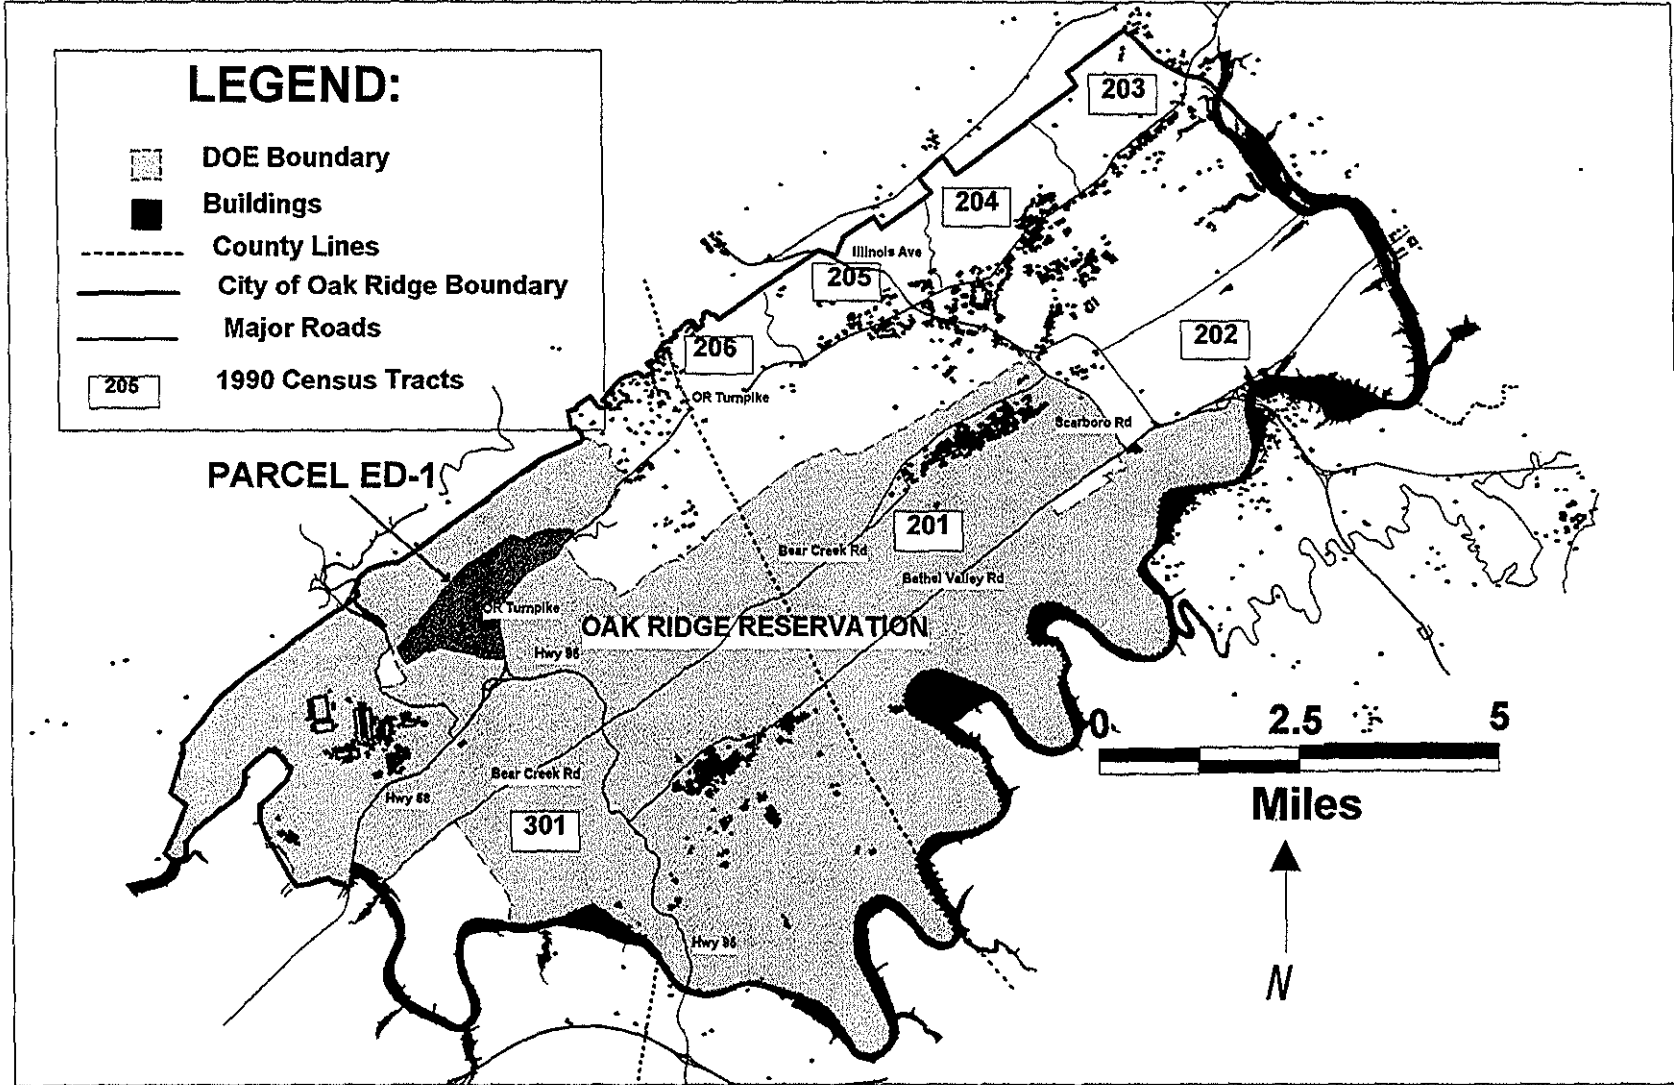 LEGEND:
DOE Boundary
Buildings
County Lines
City of Oak Ridge Boundary
Major Roads
205
1990 Census Tracts
203
204
Illinois Ave
205
202
206
OR Turnpike
Scarboro Rd
PARCEL ED-1
201
Bear Creek Rd
Bethel Valley Rd
OR Turnpike
OAK RIDGE RESERVATION
Hwy 95
0
2.5
5
Miles
Bear Creek Rd
Hwy 58
301
Hwy 95
N